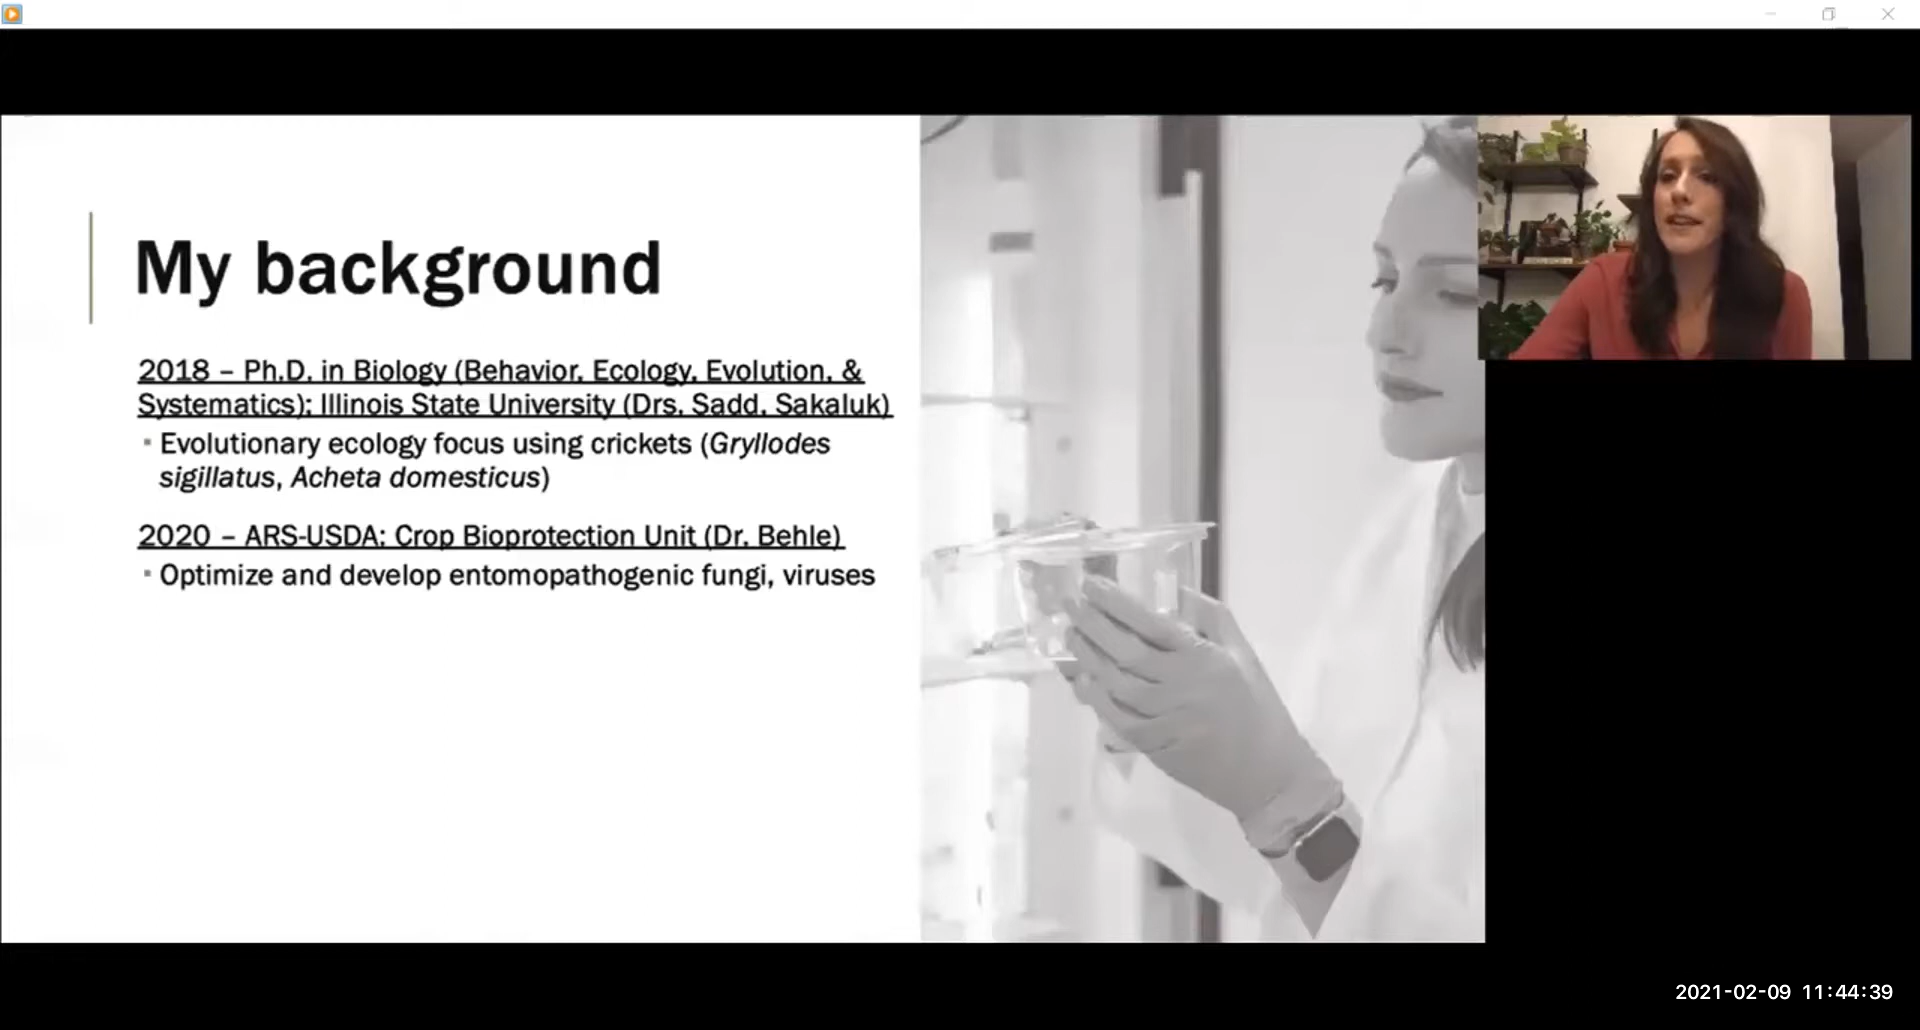 My background
2018 – Ph.D. in Biology (Behavior, Ecology, Evolution, &
Systematics); Illinois State University (Drs. Sadd, Sakaluk)
▪ Evolutionary ecology focus using crickets (Gryllodes
sigillatus, Acheta domesticus)
2020 – ARS-USDA; Crop Bioprotection Unit (Dr. Behle)
▪ Optimize and develop entomopathogenic fungi, viruses
2021-02-09 11:44:39